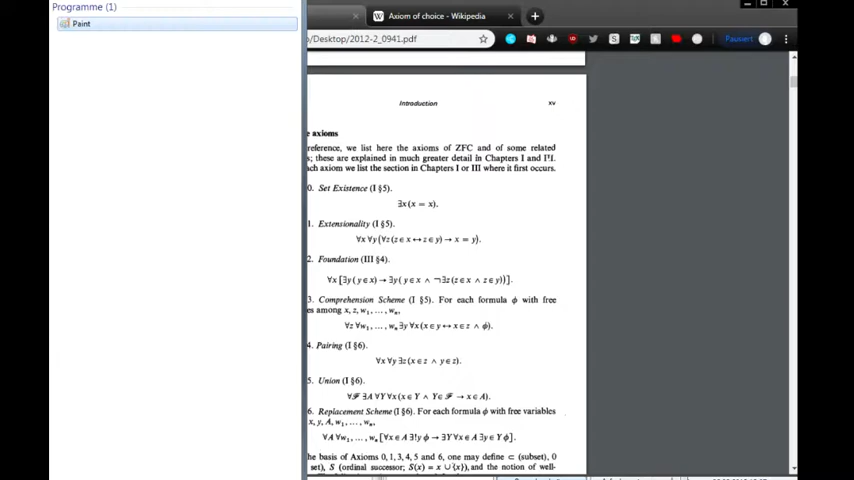 Programme (1)
Paint
Axiom of choice - Wikipedia
/Desktop/2012-2_0941.pdf
Pausiert
Introduction
xv
axioms
reference, we list here the axioms of ZFC and of some related
these are explained in much greater detail in Chapters I and III.
ach axiom we list the section in Chapters I or III where it first occurs.
0. Set Existence (I §5).
∃x(x = x).
1. Extensionality (I §5).
∀x ∀y(∀z(z∈x ↔ z∈y) → x = y).
2. Foundation (III §4).
∀x [∃y( y∈x) → ∃y( y∈x ∧ ¬∃z(z∈x ∧ z∈y))].
3. Comprehension Scheme (I §5). For each formula ϕ with free
es among x, z, w₁, . . . , wₙ,
∀z ∀w₁, . . . , wₙ ∃y ∀x(x∈y ↔ x∈z ∧ ϕ).
4. Pairing (I §6).
∀x ∀y ∃z(x∈z ∧ y∈z).
5. Union (I §6).
∀ℱ ∃A ∀Y ∀x(x∈Y ∧ Y∈ℱ → x∈A).
6. Replacement Scheme (I §6). For each formula ϕ with free variables
x, y, A, w₁, . . . , wₙ,
∀A ∀w₁, . . . , wₙ [∀x∈A ∃!y ϕ → ∃Y ∀x∈A ∃y∈Y ϕ].
he basis of Axioms 0, 1, 3, 4, 5 and 6, one may define ⊂ (subset), 0
set), S (ordinal successor; S(x) = x ∪ {x}), and the notion of well-